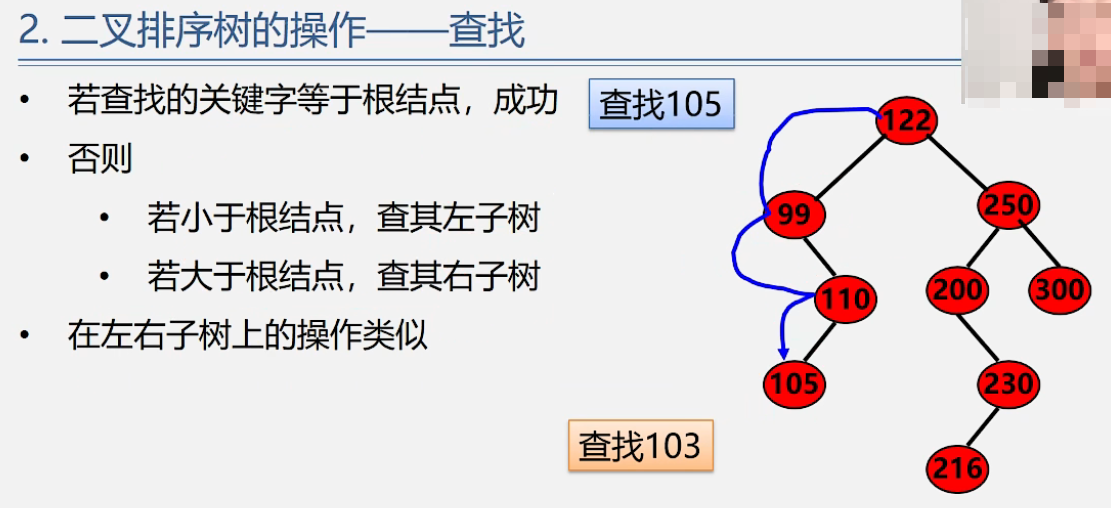 2. 二叉排序树的操作——查找
• 若查找的关键字等于根结点，成功
查找105
• 否则
• 若小于根结点，查其左子树
• 若大于根结点，查其右子树
• 在左右子树上的操作类似
查找103
122
99
250
110
200
300
105
230
216